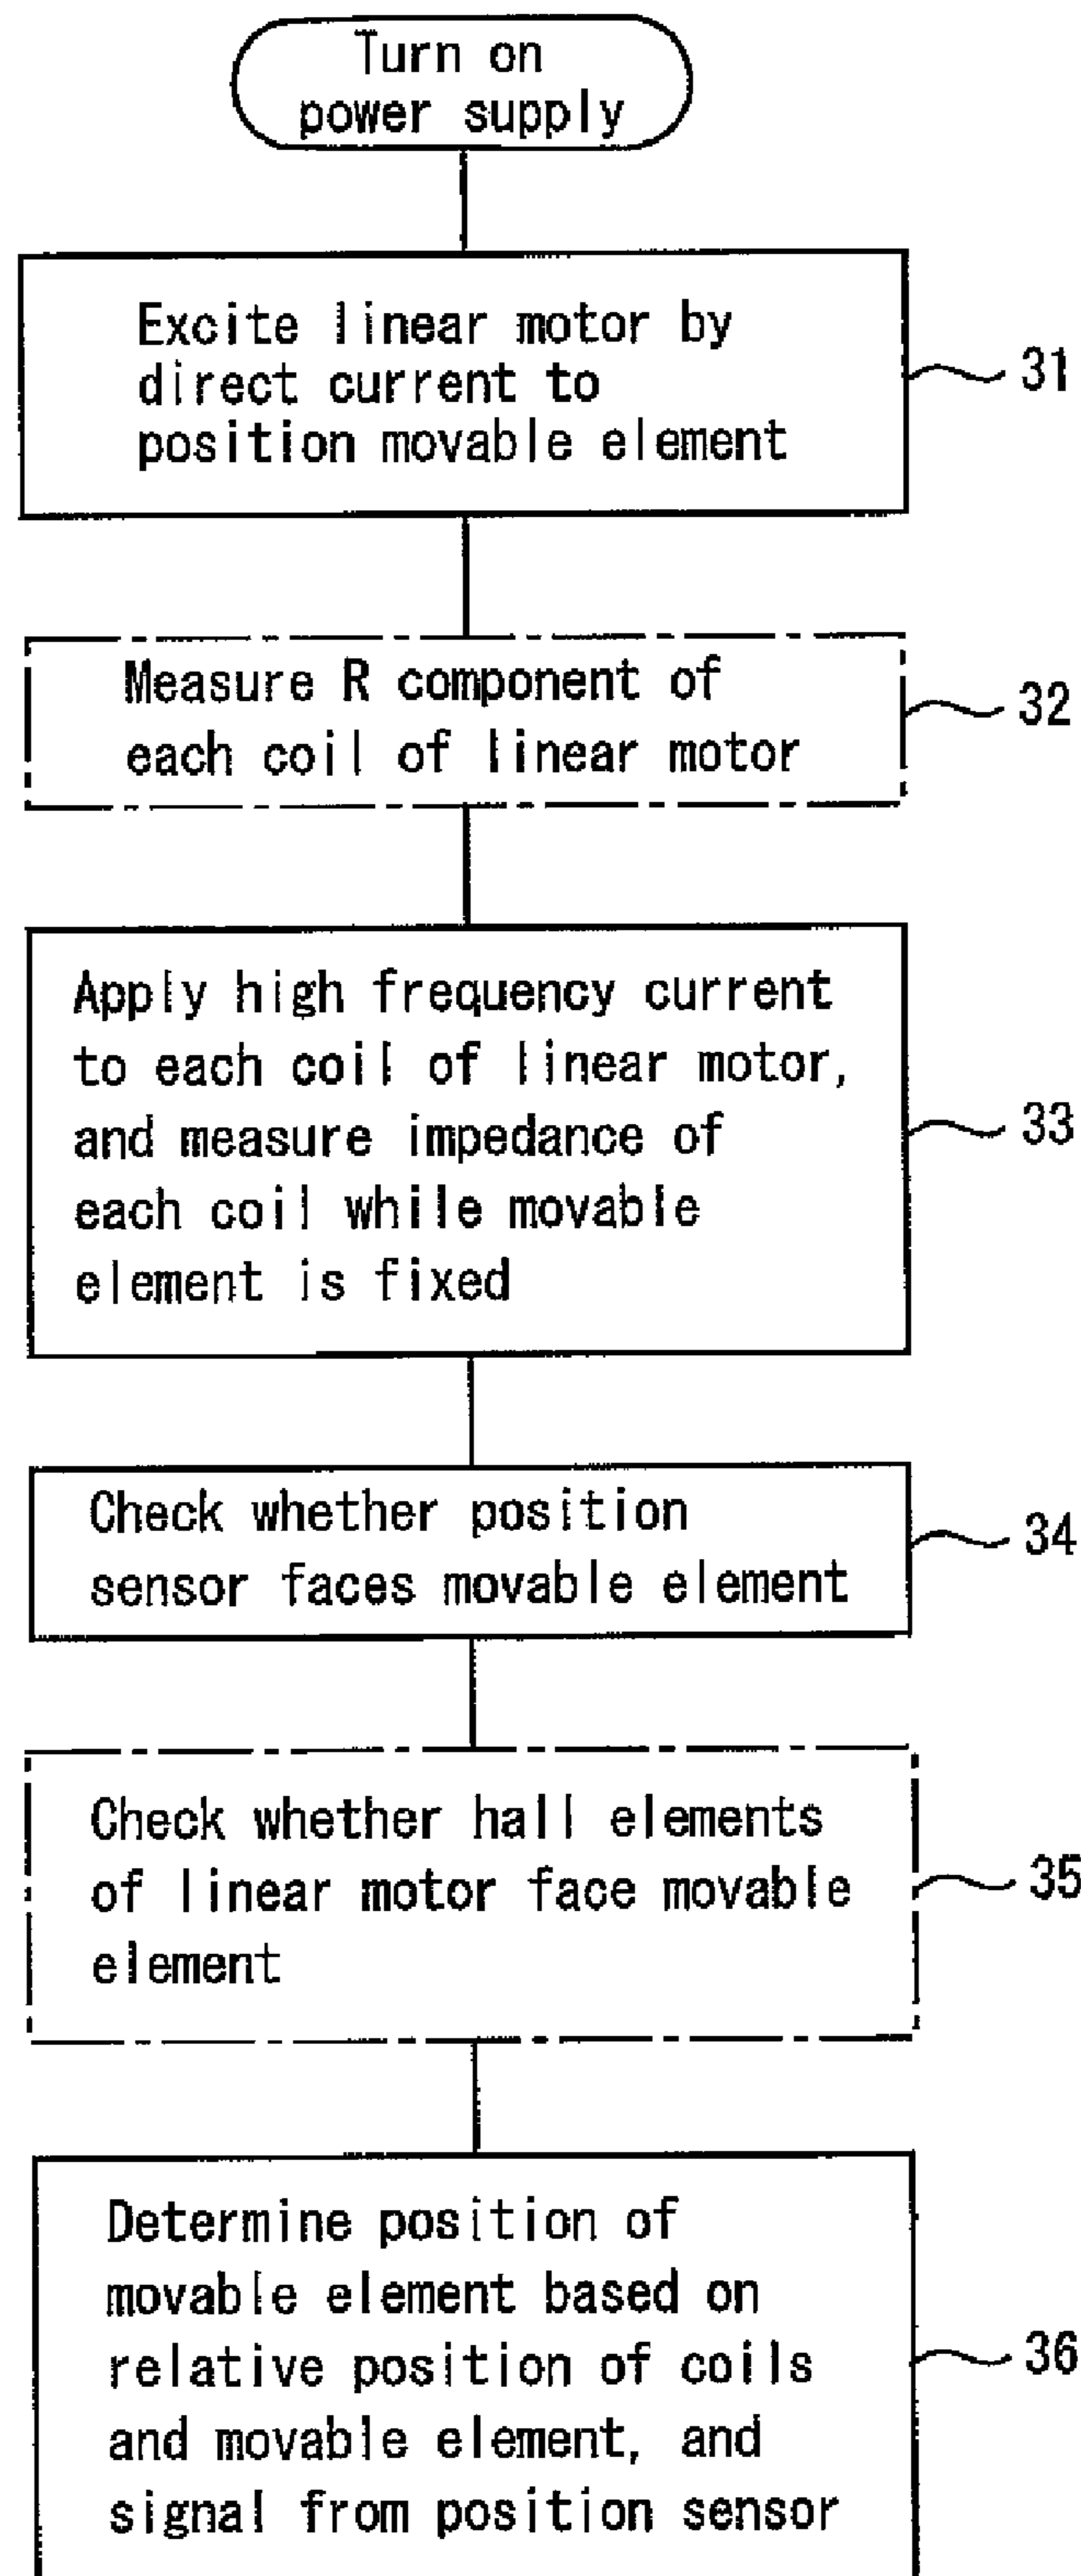 Turn on
power supply
Excite linear motor by
direct current to
position movable element
31
Measure R component of
each coil of linear motor
32
Apply high frequency current
to each coil of linear motor,
and measure impedance of
each coil while movable
element is fixed
33
Check whether position
sensor faces movable element
34
Check whether hall elements
of linear motor face movable
element
35
Determine position of
movable element based on
relative position of coils
and movable element, and
signal from position sensor
36